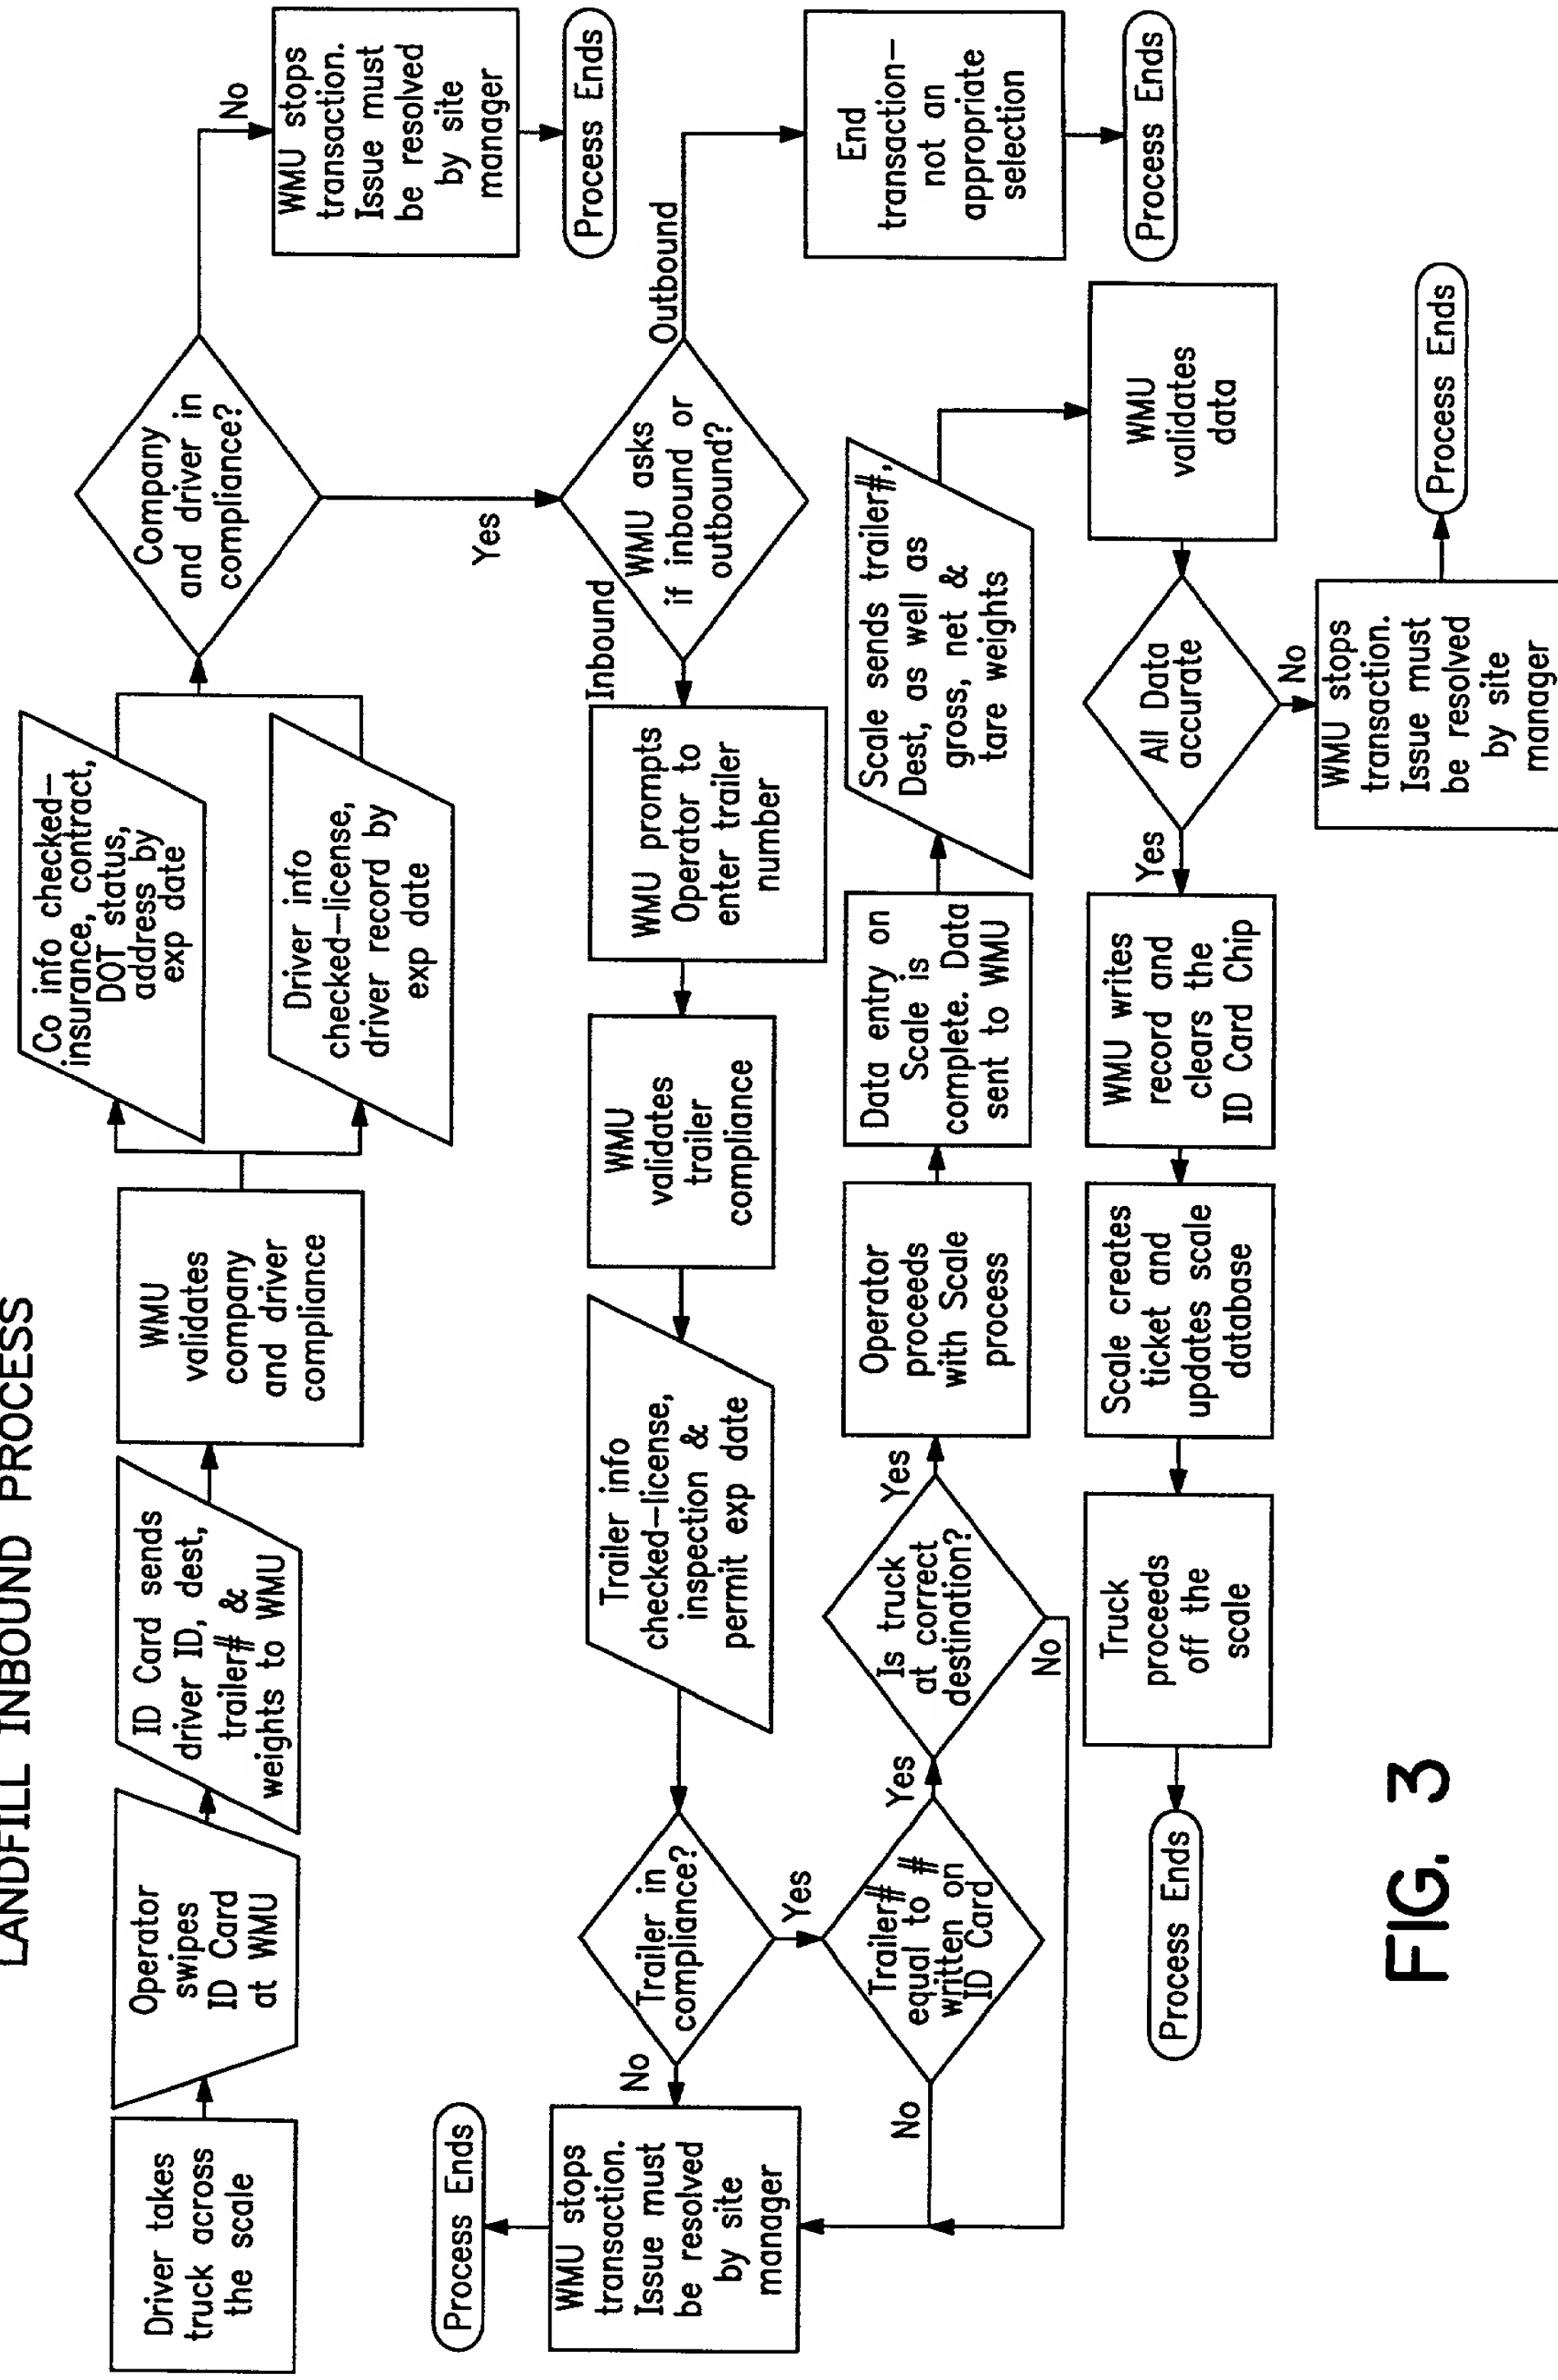 LANDFILL INBOUND PROCESS
Driver takes
truck across
the scale
Operator
swipes
ID Card
at WMU
ID Card sends
driver ID, dest,
trailer# &
weights to WMU
WMU
validates
company
and driver
compliance
Co info checked–
insurance, contract,
DOT status,
address by
exp date
Driver info
checked–license,
driver record by
exp date
Company
and driver in
compliance?
No
WMU stops
transaction.
Issue must
be resolved
by site
manager
Process Ends
Yes
WMU asks
if inbound or
outbound?
Outbound
End
transaction–
not an
appropriate
selection
Process Ends
Inbound
WMU prompts
Operator to
enter trailer
number
WMU
validates
trailer
compliance
Trailer info
checked–license,
inspection &
permit exp date
Trailer in
compliance?
No
WMU stops
transaction.
Issue must
be resolved
by site
manager
Process Ends
Yes
Trailer#
equal to #
written on
ID Card
No
Yes
Is truck
at correct
destination?
No
Yes
Operator
proceeds
with Scale
process
Data entry on
Scale is
complete. Data
sent to WMU
Scale sends trailer#,
Dest, as well as
gross, net &
tare weights
WMU
validates
data
All Data
accurate
No
WMU stops
transaction.
Issue must
be resolved
by site
manager
Process Ends
Yes
WMU writes
record and
clears the
ID Card Chip
Scale creates
ticket and
updates scale
database
Truck
proceeds
off the
scale
Process Ends
FIG. 3